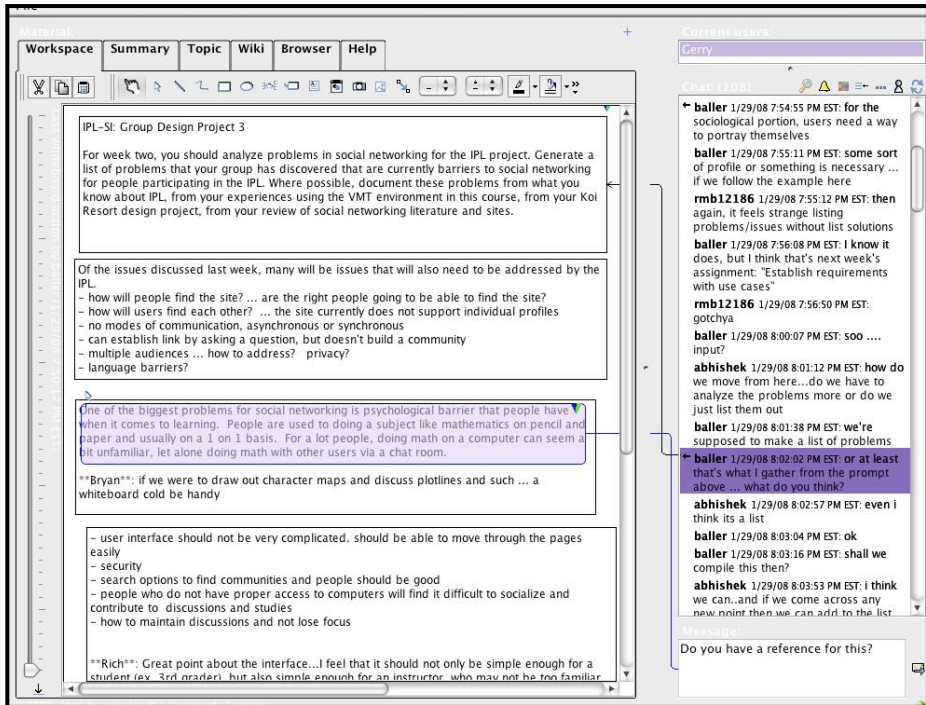 File
Material:
Workspace Summary Topic Wiki Browser Help
IPL-SI: Group Design Project 3
For week two, you should analyze problems in social networking for the IPL project. Generate a
list of problems that your group has discovered that are currently barriers to social networking
for people participating in the IPL. Where possible, document these problems from what you
know about IPL, from your experiences using the VMT environment in this course, from your Koi
Resort design project, from your review of social networking literature and sites.
Of the issues discussed last week, many will be issues that will also need to be addressed by the
IPL.
– how will people find the site? ... are the right people going to be able to find the site?
– how will users find each other?  ... the site currently does not support individual profiles
– no modes of communication, asynchronous or synchronous
– can establish link by asking a question, but doesn't build a community
– multiple audiences ... how to address?   privacy?
– language barriers?
One of the biggest problems for social networking is psychological barrier that people have
when it comes to learning.  People are used to doing a subject like mathematics on pencil and
paper and usually on a 1 on 1 basis.  For a lot people, doing math on a computer can seem a
bit unfamiliar, let alone doing math with other users via a chat room.
**Bryan**: if we were to draw out character maps and discuss plotlines and such ... a
whiteboard cold be handy
– user interface should not be very complicated. should be able to move through the pages
easily
– security
– search options to find communities and people should be good
– people who do not have proper access to computers will find it difficult to socialize and
contribute to  discussions and studies
– how to maintain discussions and not lose focus
**Rich**: Great point about the interface...I feel that it should not only be simple enough for a
student (ex. 3rd grader), but also simple enough for an instructor, who may not be too familiar
Current users:
Gerry
Chat: (108)
baller 1/29/08 7:54:55 PM EST: for the
sociological portion, users need a way
to portray themselves
baller 1/29/08 7:55:11 PM EST: some sort
of profile or something is necessary ...
if we follow the example here
rmb12186 1/29/08 7:55:12 PM EST: then
again, it feels strange listing
problems/issues without list solutions
baller 1/29/08 7:56:08 PM EST: I know it
does, but I think that's next week's
assignment: "Establish requirements
with use cases"
rmb12186 1/29/08 7:56:50 PM EST:
gotchya
baller 1/29/08 8:00:07 PM EST: soo ....
input?
abhishek 1/29/08 8:01:12 PM EST: how do
we move from here...do we have to
analyze the problems more or do we
just list them out
baller 1/29/08 8:01:38 PM EST: we're
supposed to make a list of problems
baller 1/29/08 8:02:02 PM EST: or at least
that's what I gather from the prompt
above ... what do you think?
abhishek 1/29/08 8:02:57 PM EST: even i
think its a list
baller 1/29/08 8:03:04 PM EST: ok
baller 1/29/08 8:03:16 PM EST: shall we
compile this then?
abhishek 1/29/08 8:03:53 PM EST: i think
we can..and if we come across any
new point then we can add to the list
Message:
Do you have a reference for this?